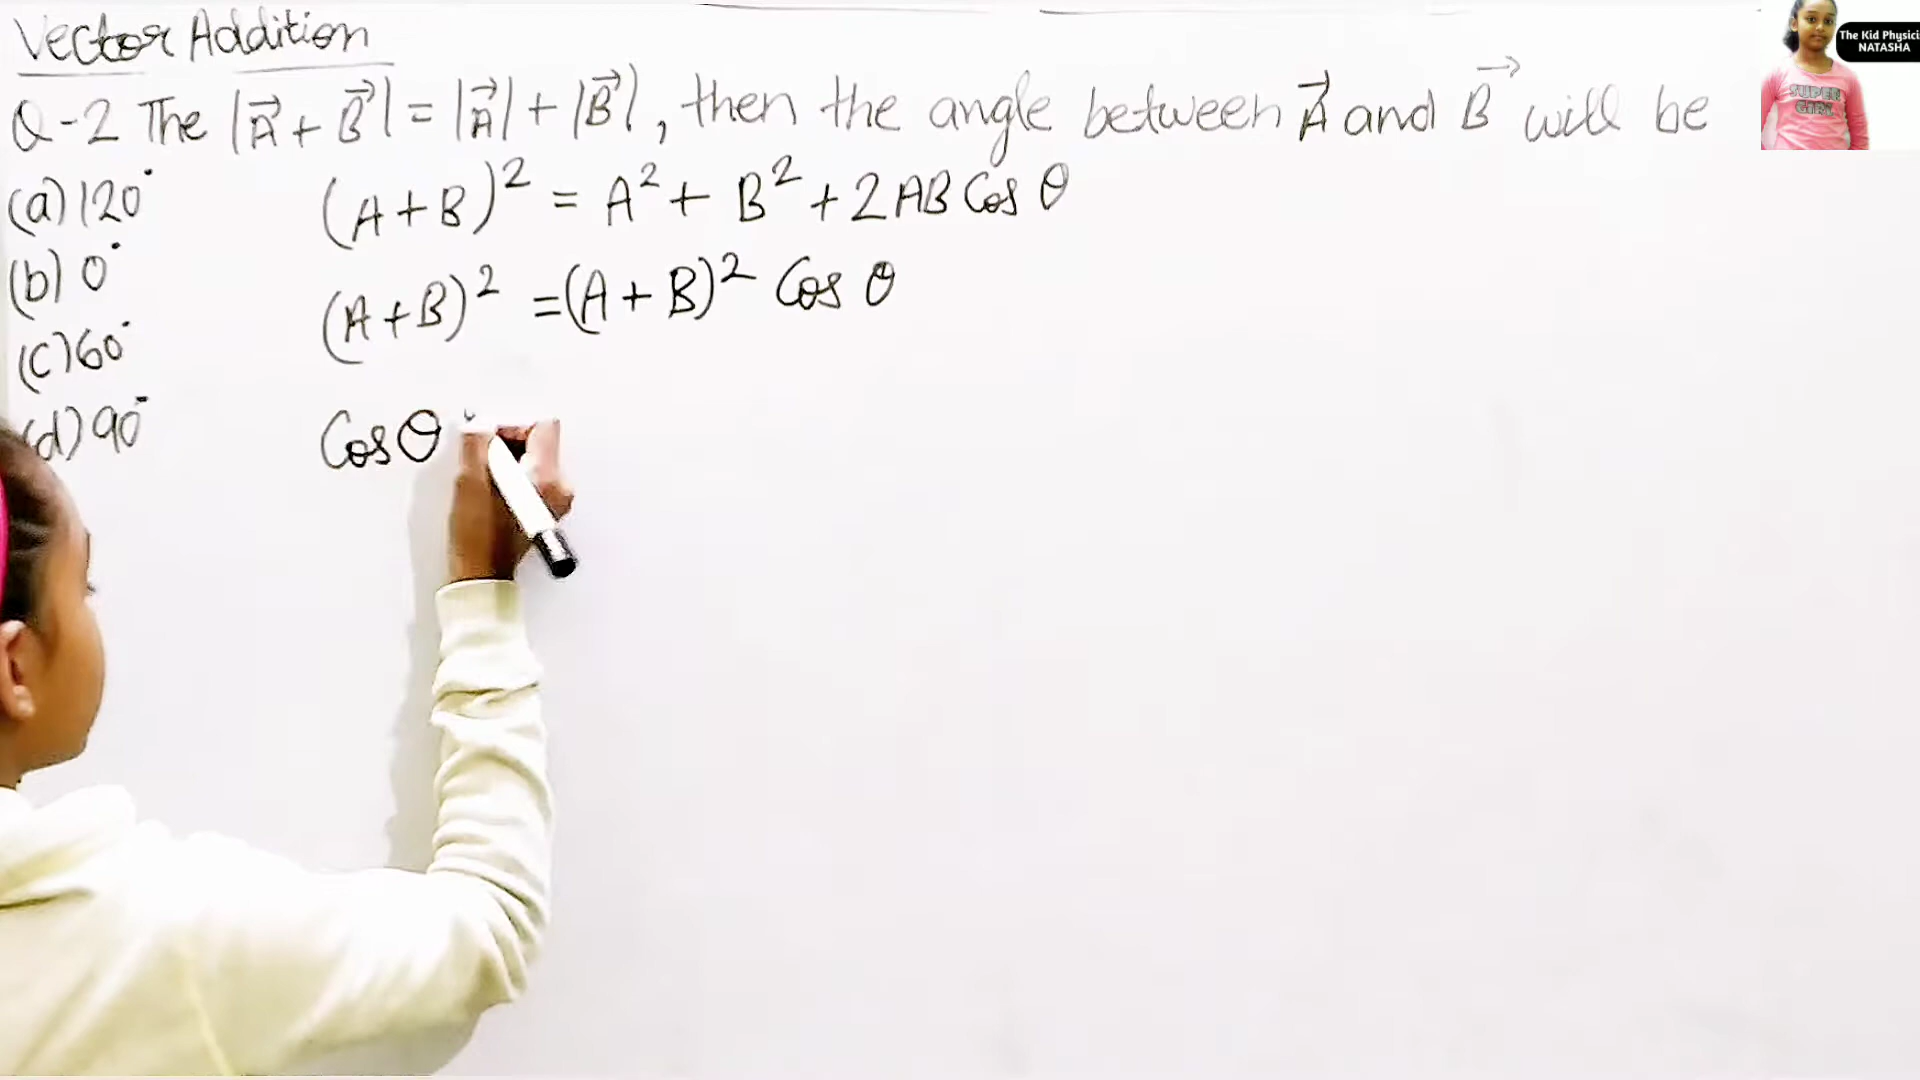 Vector Addition
Q-2 The |A⃗ + B⃗| = |A⃗| + |B⃗|, then the angle between A⃗ and B⃗ will be
(a) 120°
(b) 0°
(c) 60°
(d) 90°
(A+B)² = A² + B² + 2AB Cos θ
(A+B)² = (A+B)² Cos θ
Cos θ
The Kid Physici
NATASHA
SUPER
GIRL